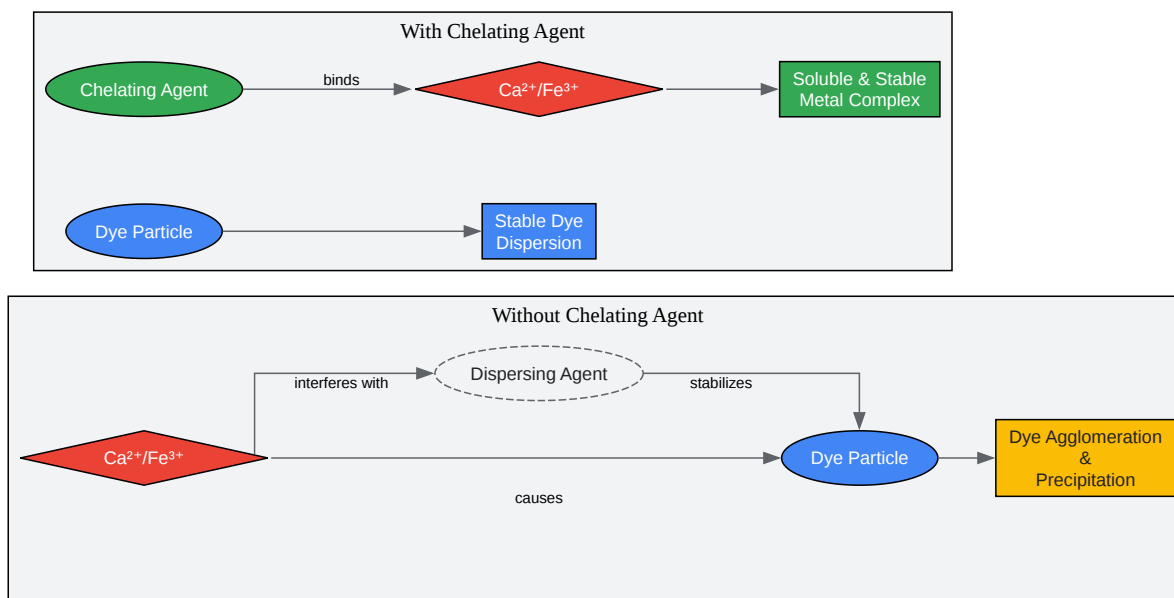 With Chelating Agent
Chelating Agent
binds
Ca²⁺/Fe³⁺
Soluble & Stable
Metal Complex
Dye Particle
Stable Dye
Dispersion
Without Chelating Agent
interferes with
Dispersing Agent
stabilizes
Ca²⁺/Fe³⁺
causes
Dye Particle
Dye Agglomeration
&
Precipitation